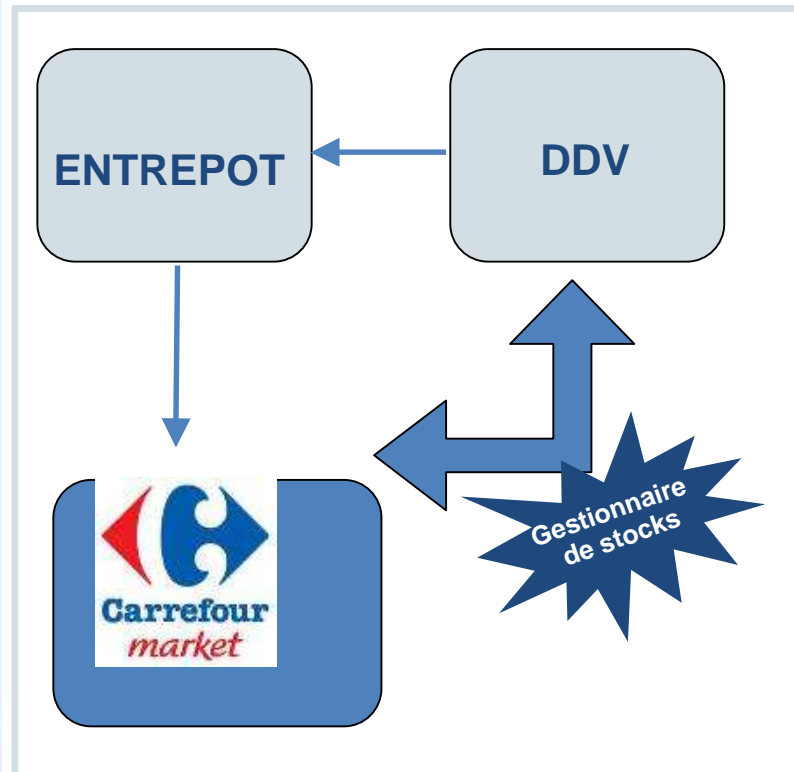 ENTREPOT
DDV
Gestionnaire
de stocks
Carrefour
market